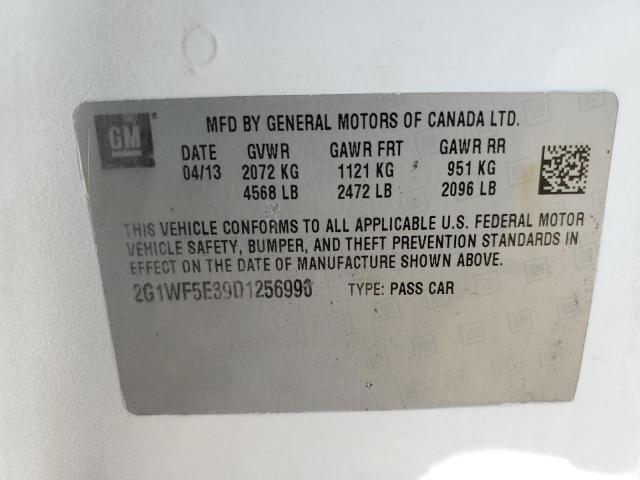 GM
MFD BY GENERAL MOTORS OF CANADA LTD.
DATE GVWR GAWR FRT GAWR RR
04/13 2072 KG 1121 KG 951 KG
4568 LB 2472 LB 2096 LB
THIS VEHICLE CONFORMS TO ALL APPLICABLE U.S. FEDERAL MOTOR
VEHICLE SAFETY, BUMPER, AND THEFT PREVENTION STANDARDS IN
EFFECT ON THE DATE OF MANUFACTURE SHOWN ABOVE.
2G1WF5E39D1256990 TYPE: PASS CAR